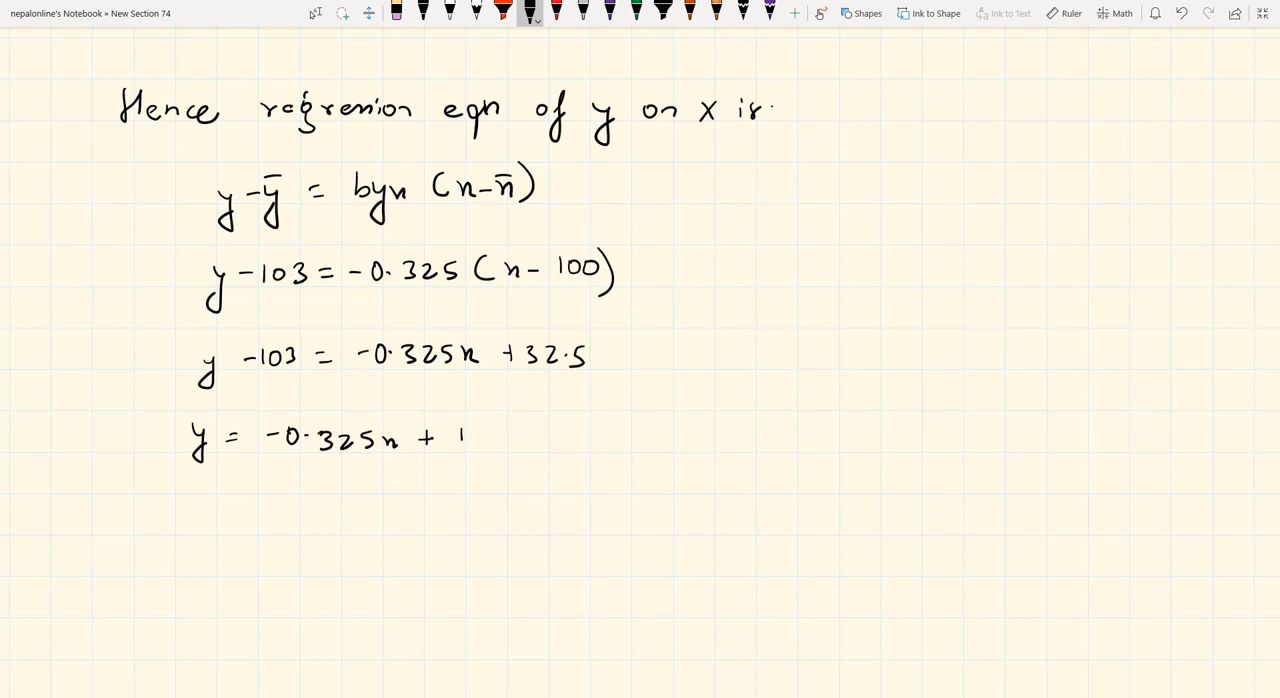 nepalonline's Notebook » New Section 74
Shapes Ink to Shape Ink to Text Ruler Math
Hence regression eqn of y on x is.
y - ȳ = byx (x - x̄)
y - 103 = -0.325 (x - 100)
y - 103 = -0.325x + 32.5
y = -0.325x + 1